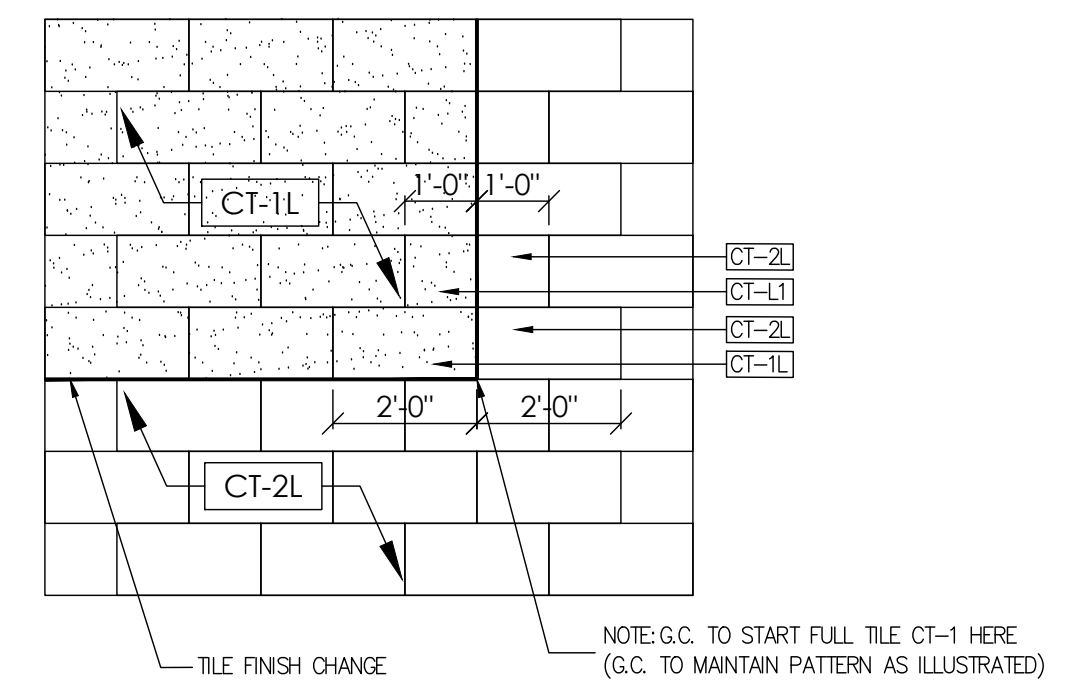 1'-0" 1'-0"
CT-1L
CT-2L
CT-L1
CT-2L
CT-1L
2'-0" 2'-0"
CT-2L
NOTE: G.C. TO START FULL TILE CT-1 HERE
(G.C. TO MAINTAIN PATTERN AS ILLUSTRATED)
TILE FINISH CHANGE